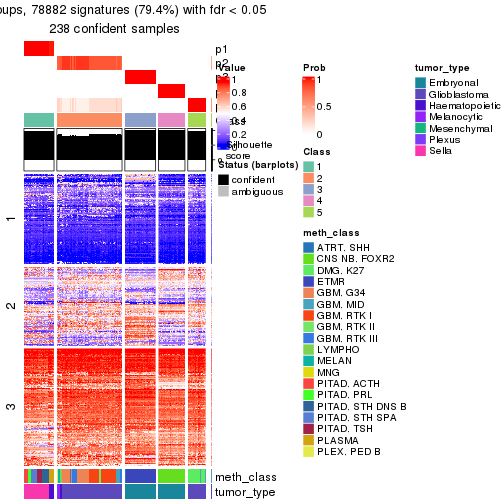 oups, 78882 signatures (79.4%) with fdr < 0.05
238 confident samples
p1
p2
Value
1
0.8
0.6
0.4
0.2
0
Silhouette
score
Status (barplots)
confident
ambiguous
Prob
1
0.5
0
Class
1
2
3
4
5
meth_class
ATRT. SHH
CNS NB. FOXR2
DMG. K27
ETMR
GBM. G34
GBM. MID
GBM. RTK I
GBM. RTK II
GBM. RTK III
LYMPHO
MELAN
MNG
PITAD. ACTH
PITAD. PRL
PITAD. STH DNS B
PITAD. STH SPA
PITAD. TSH
PLASMA
PLEX. PED B
tumor_type
Embryonal
Glioblastoma
Haematopoietic
Melanocytic
Mesenchymal
Plexus
Sella
1
2
3
meth_class
tumor_type